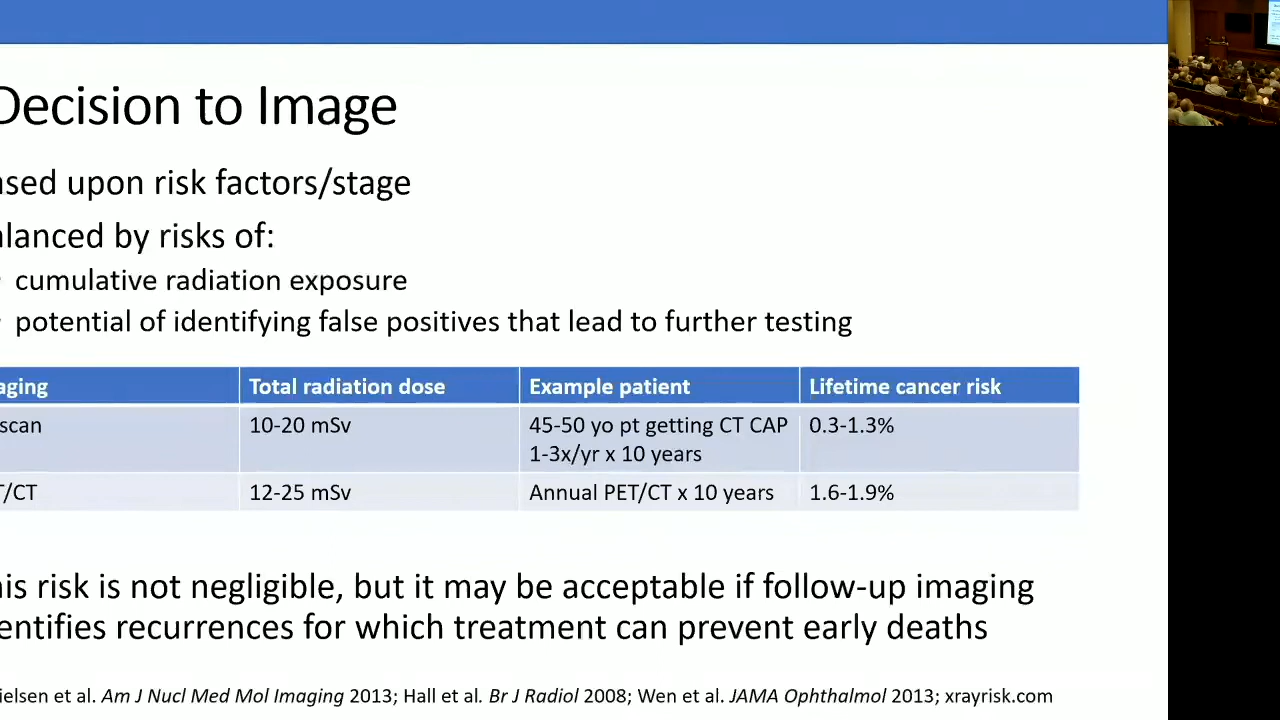 Decision to Image
ased upon risk factors/stage
alanced by risks of:
cumulative radiation exposure
potential of identifying false positives that lead to further testing
aging Total radiation dose Example patient Lifetime cancer risk
scan 10-20 mSv 45-50 yo pt getting CT CAP 0.3-1.3%
1-3x/yr x 10 years
T/CT 12-25 mSv Annual PET/CT x 10 years 1.6-1.9%
his risk is not negligible, but it may be acceptable if follow-up imaging
entifies recurrences for which treatment can prevent early deaths
ielsen et al. Am J Nucl Med Mol Imaging 2013; Hall et al. Br J Radiol 2008; Wen et al. JAMA Ophthalmol 2013; xrayrisk.com